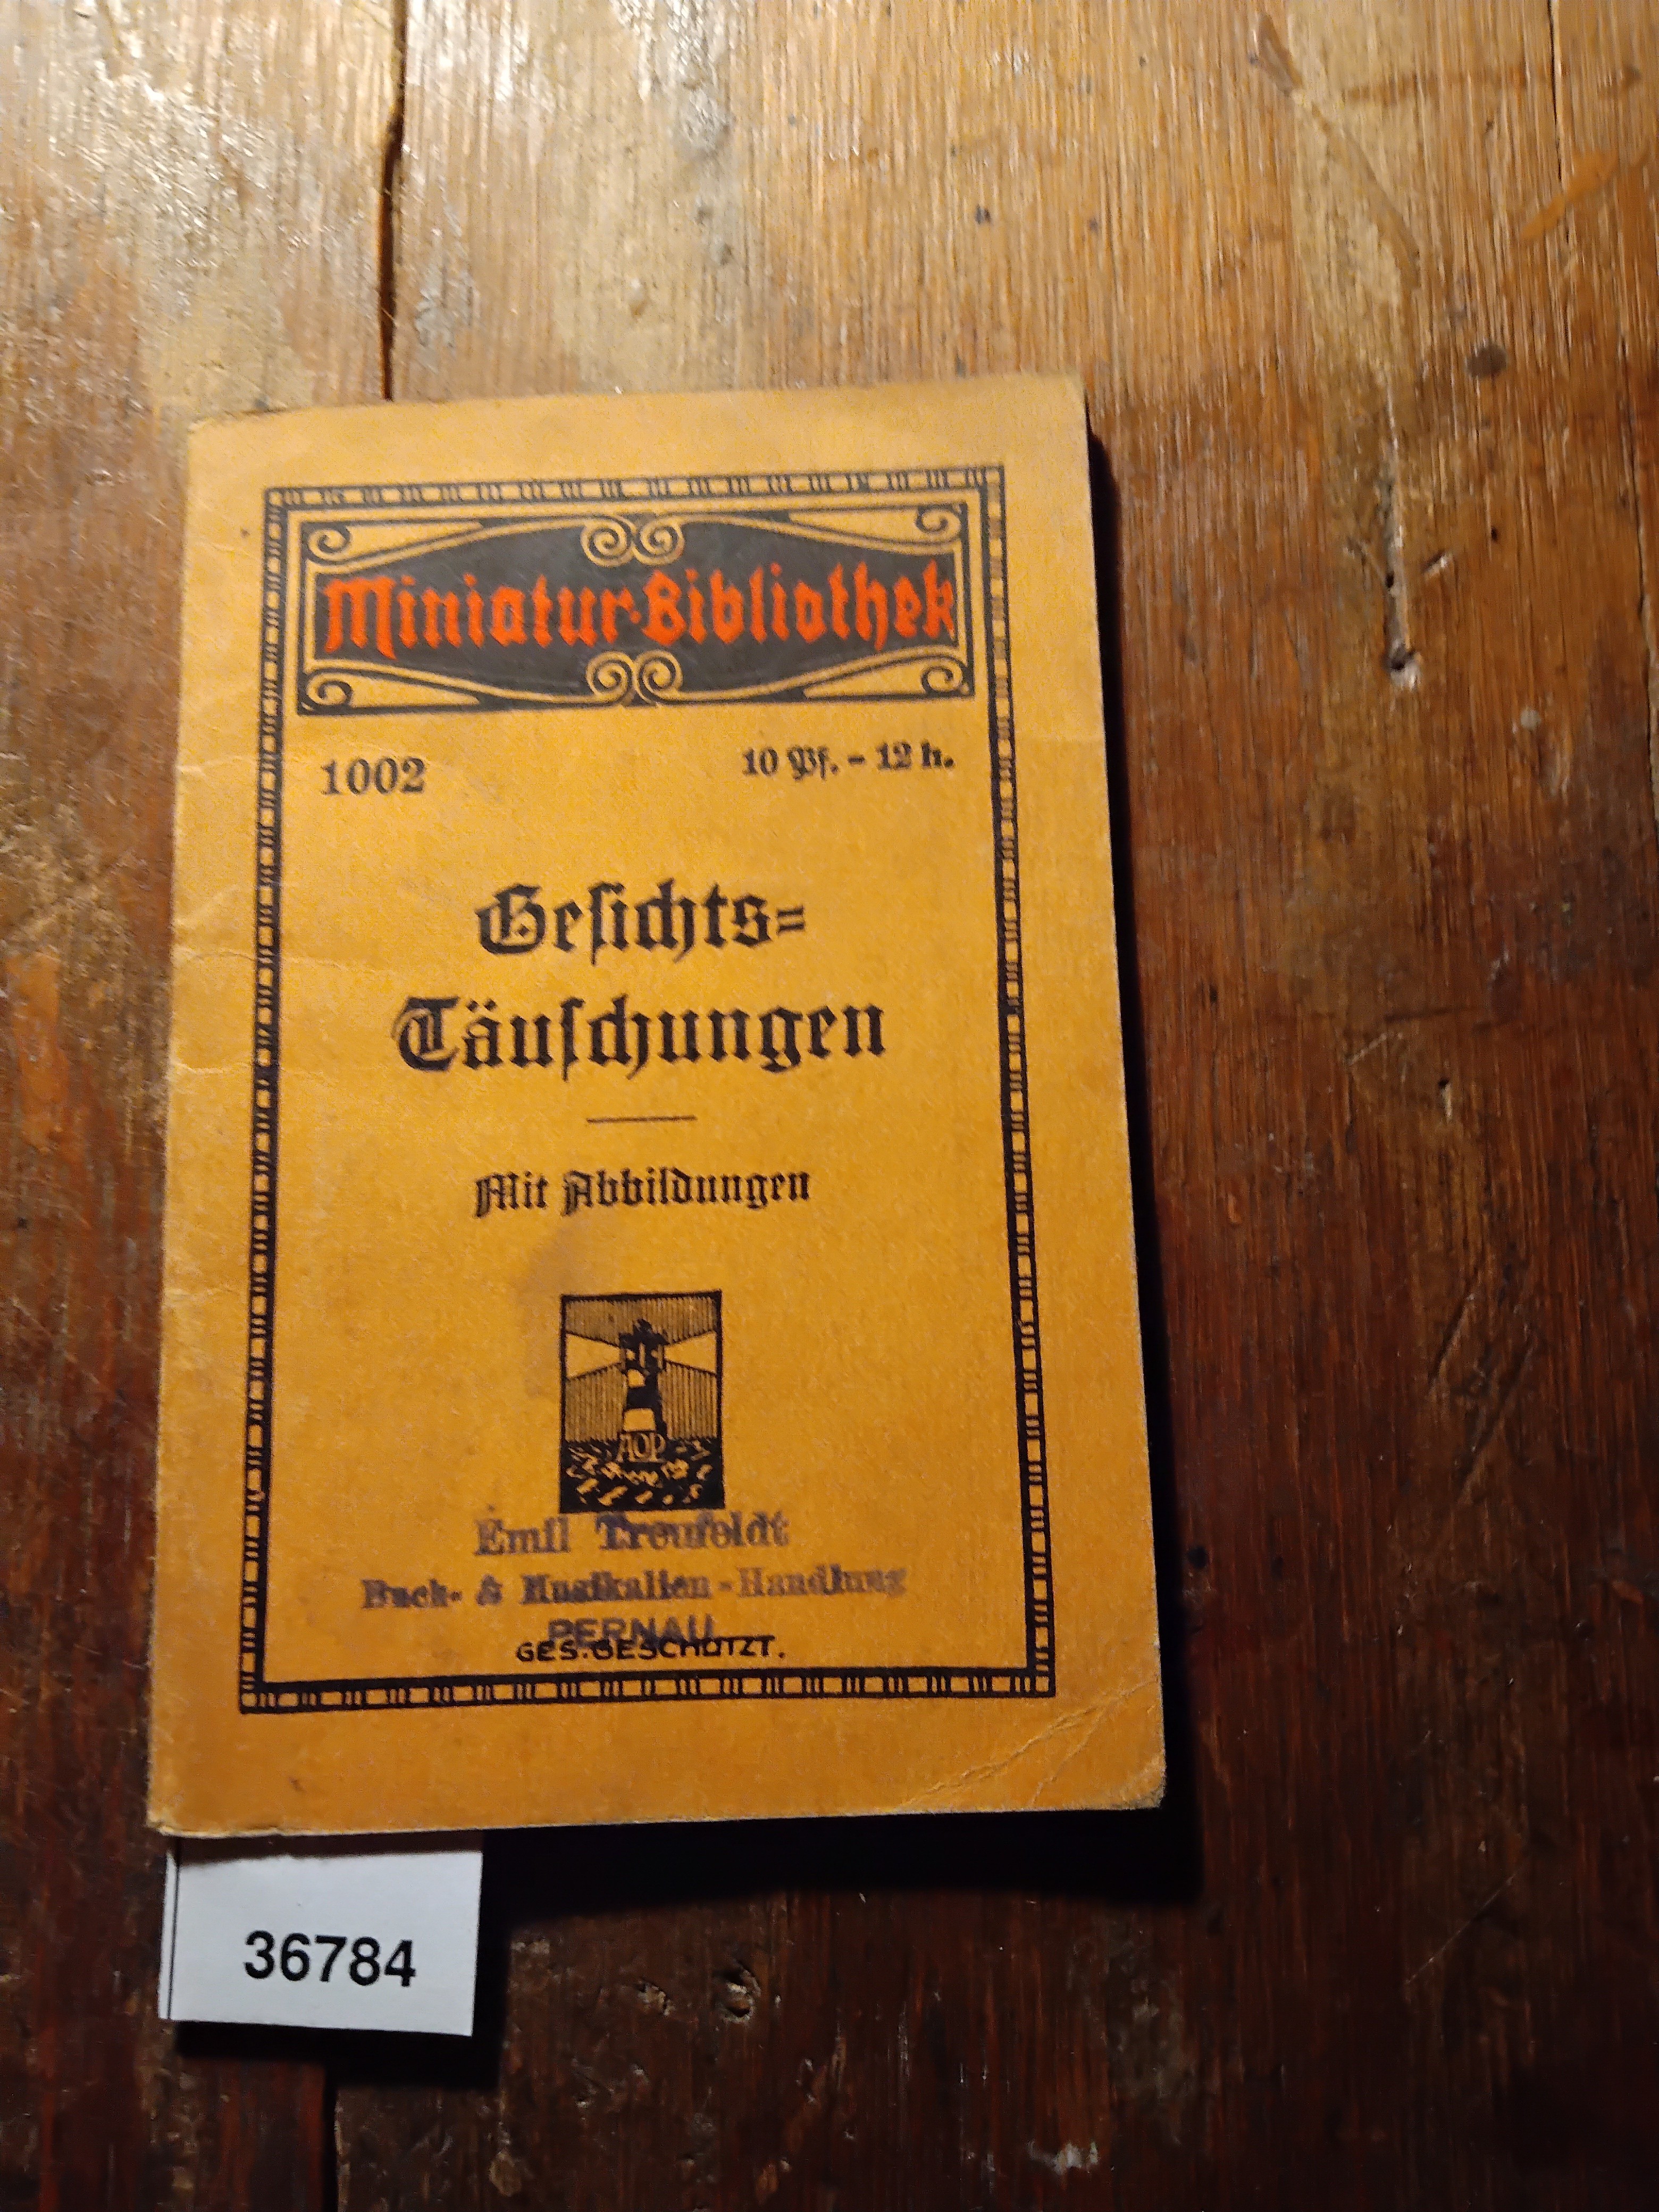 Miniatur-Bibliothek
1002
10 Pf. - 12 h.
Geſichts=
Täuſchungen
Mit Abbildungen
AOP
Emil Treufeldt
Buch- & Musikalien-Handlung
PERNAU
GES. GESCHÜTZT.
36784